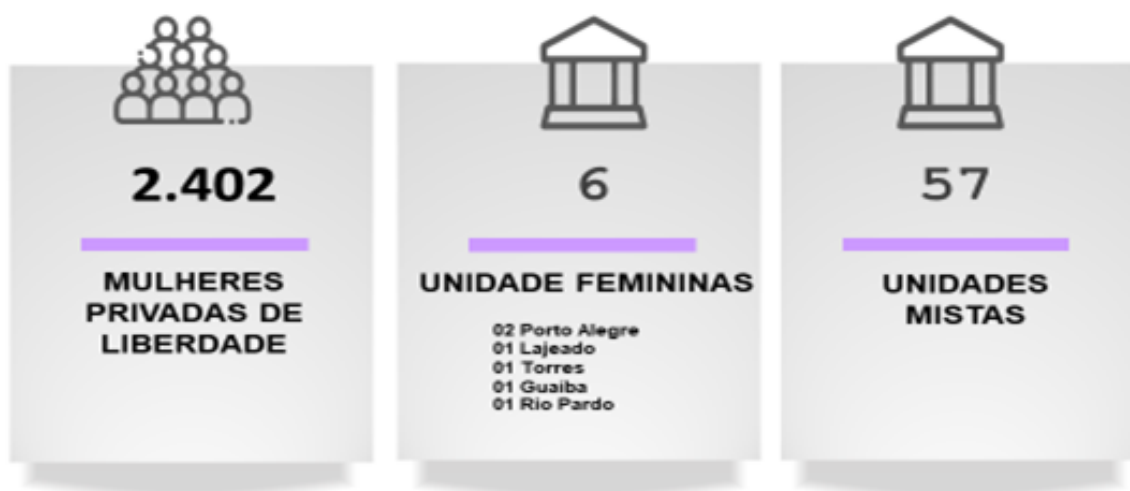 2.402
MULHERES
PRIVADAS DE
LIBERDADE
6
UNIDADE FEMININAS
02 Porto Alegre
01 Lajeado
01 Torres
01 Guaíba
01 Rio Pardo
57
UNIDADES
MISTAS